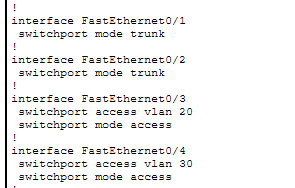 !
interface FastEthernet0/1
 switchport mode trunk
!
interface FastEthernet0/2
 switchport mode trunk
!
interface FastEthernet0/3
 switchport access vlan 20
 switchport mode access
!
interface FastEthernet0/4
 switchport access vlan 30
 switchport mode access
!